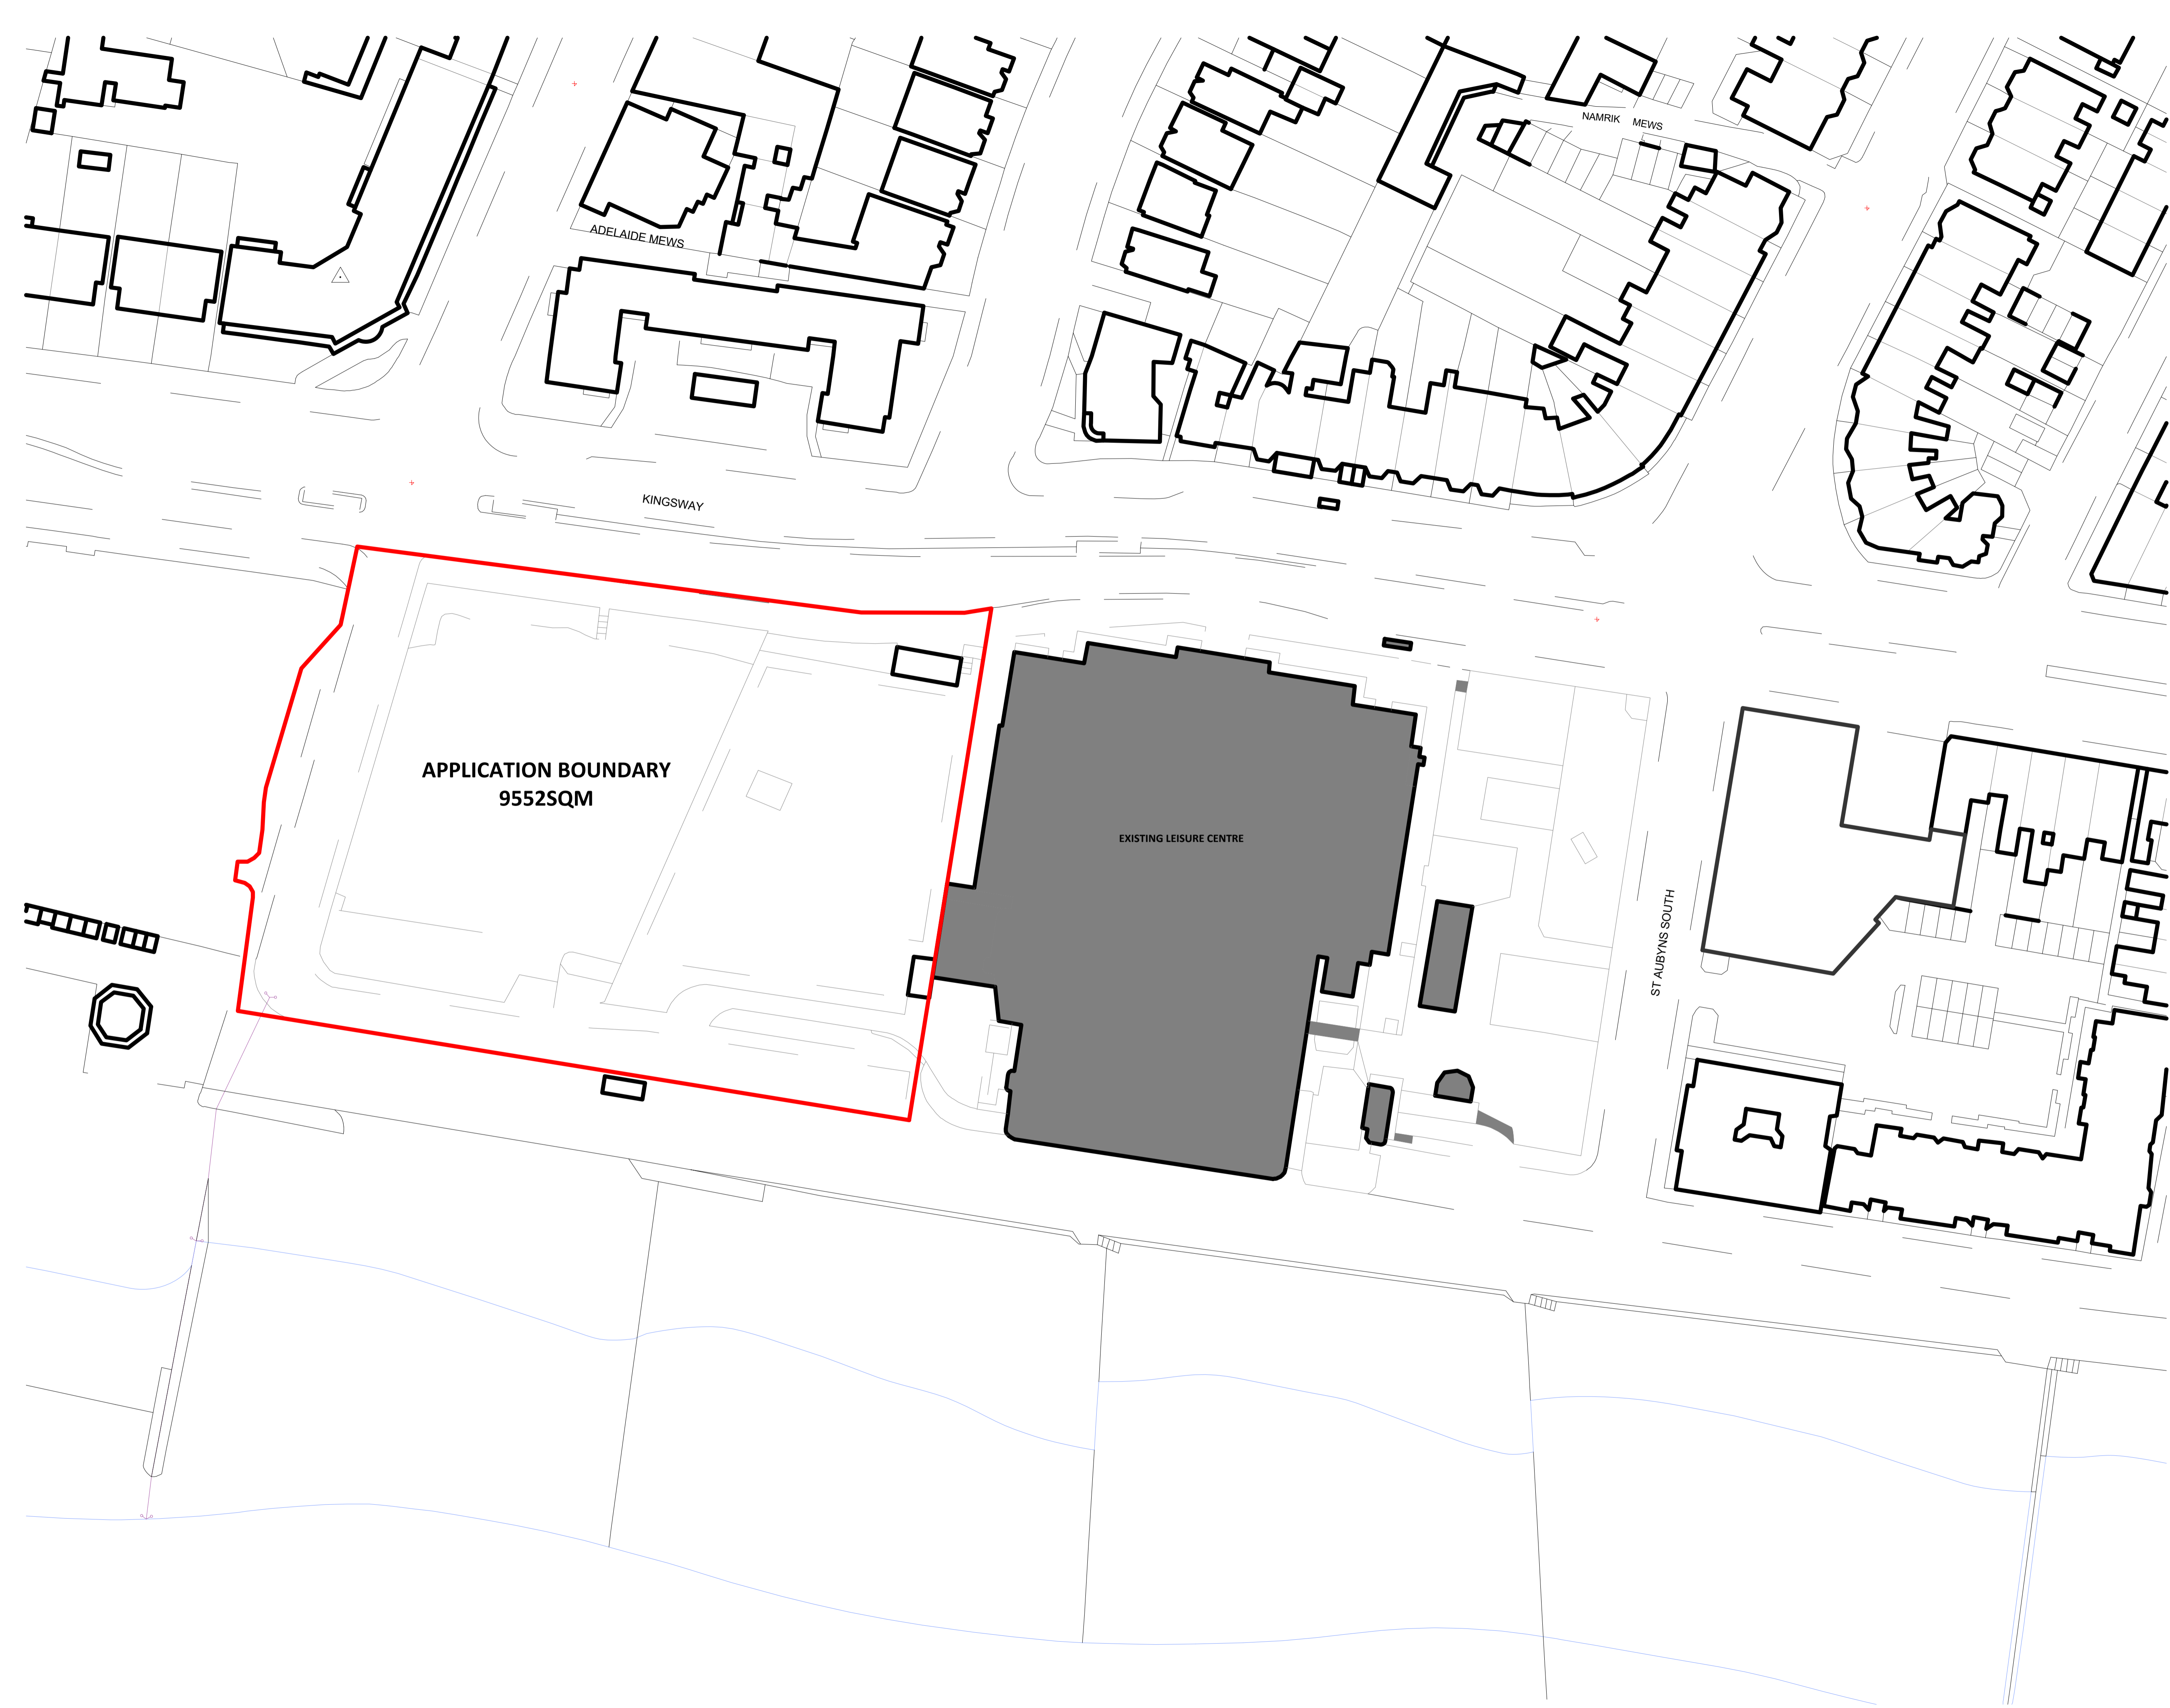 NAMRIK MEWS
ADELAIDE MEWS
KINGSWAY
APPLICATION BOUNDARY
9552SQM
EXISTING LEISURE CENTRE
ST AUBYNS SOUTH